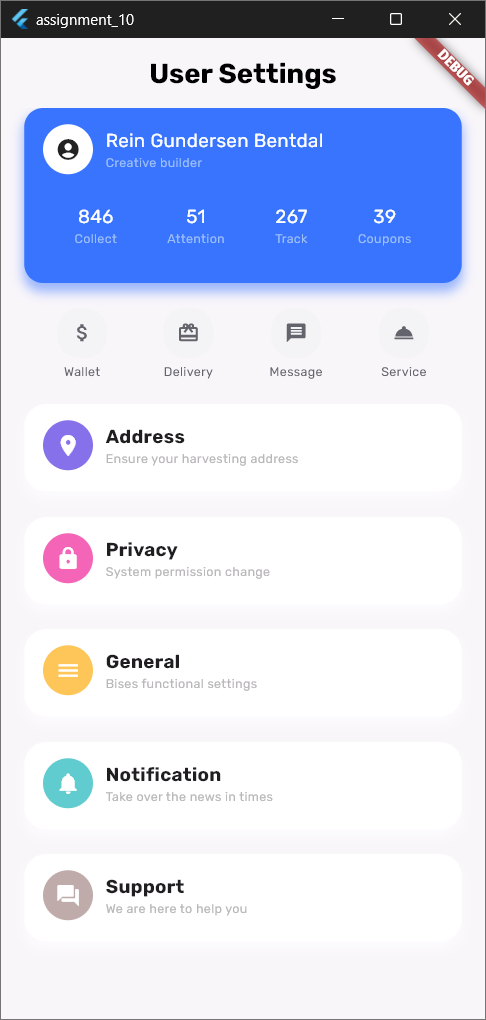 assignment_10
DEBUG
User Settings
Rein Gundersen Bentdal
Creative builder
846 51 267 39
Collect Attention Track Coupons
Wallet Delivery Message Service
Address
Ensure your harvesting address
Privacy
System permission change
General
Bises functional settings
Notification
Take over the news in times
Support
We are here to help you